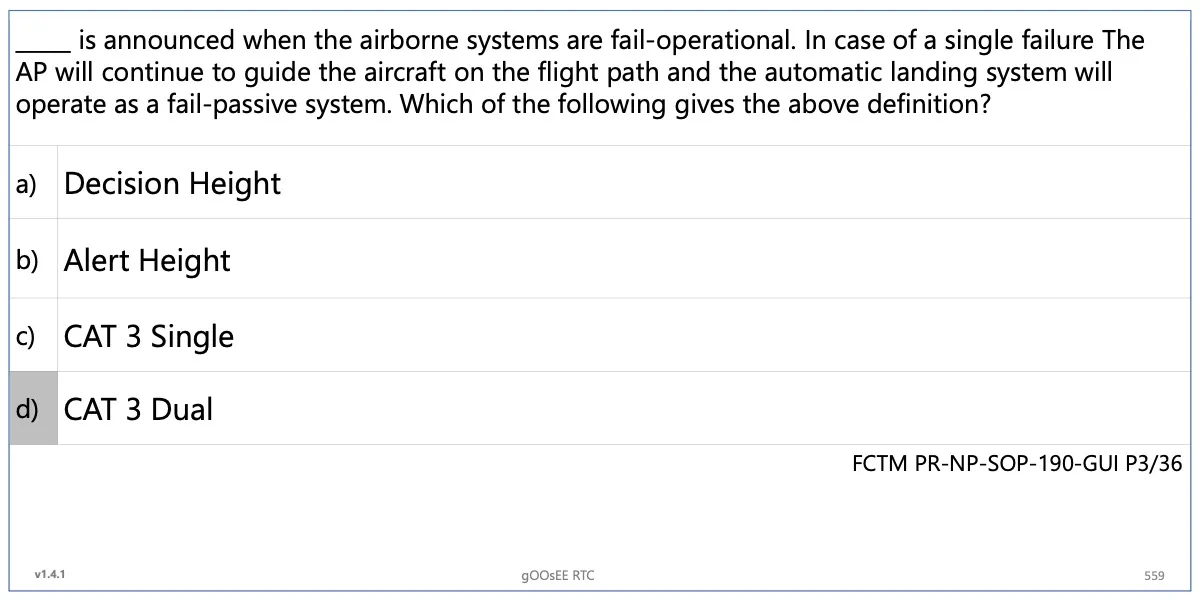 _____ is announced when the airborne systems are fail-operational. In case of a single failure The
AP will continue to guide the aircraft on the flight path and the automatic landing system will
operate as a fail-passive system. Which of the following gives the above definition?
a) Decision Height
b) Alert Height
c) CAT 3 Single
d) CAT 3 Dual
FCTM PR-NP-SOP-190-GUI P3/36
v1.4.1 gOOsEE RTC 559